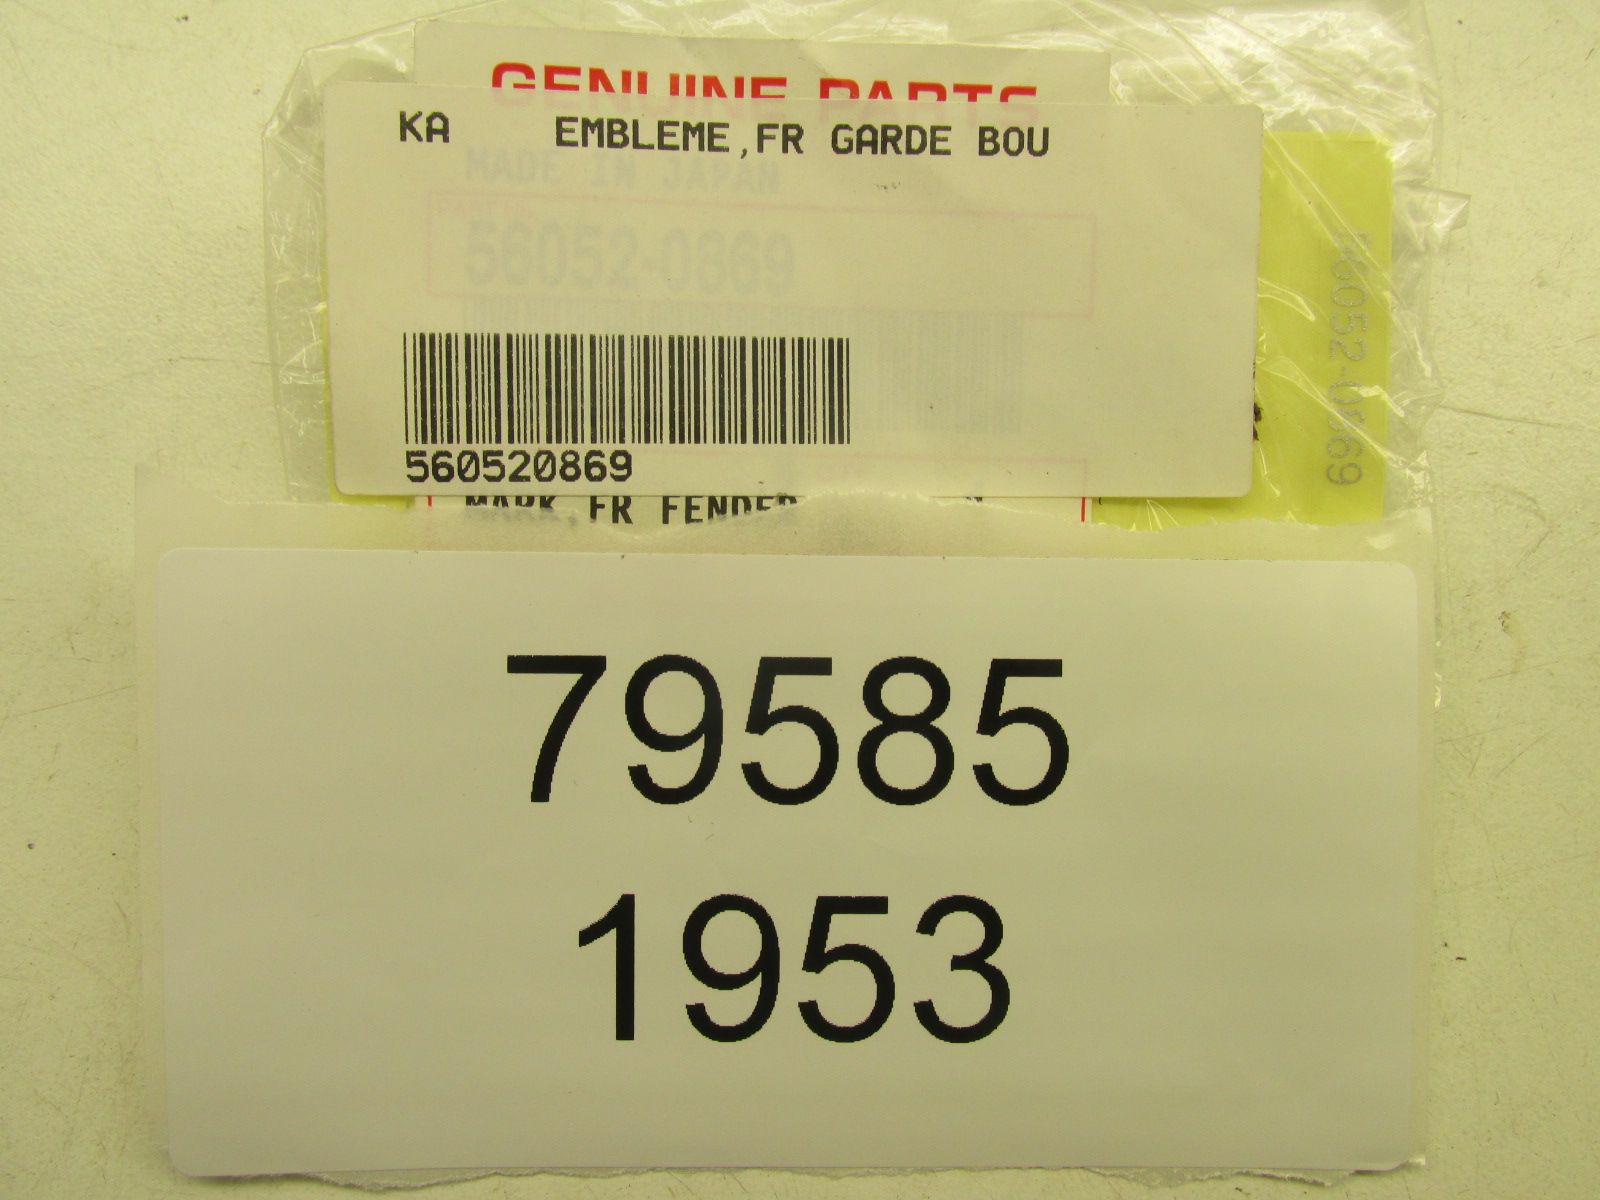 GENUINE PARTS
KA EMBLEME,FR GARDE BOU
MADE IN JAPAN
56052-0869
56052-0869
560520869
MARK,FR FENDER
79585
1953